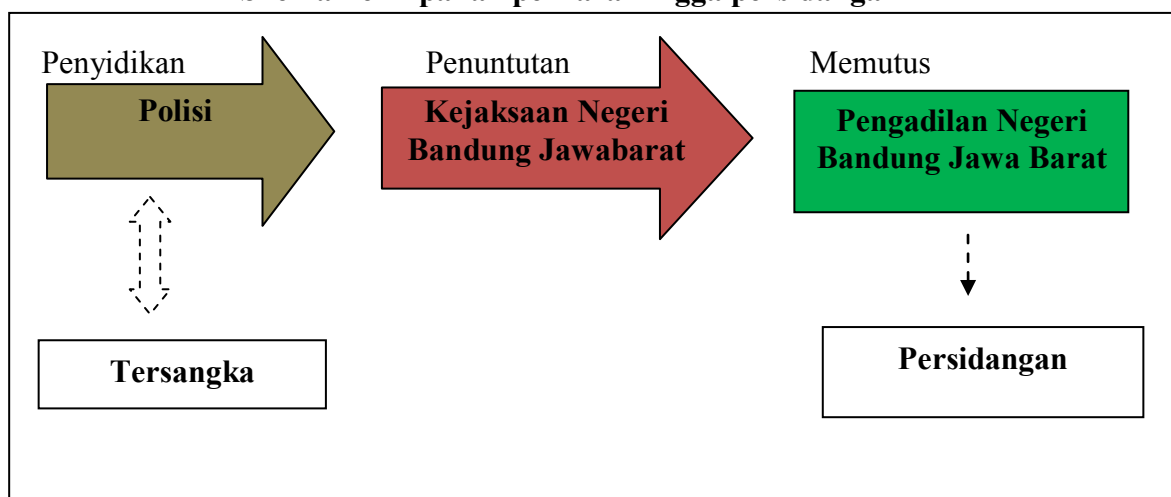 Penyidikan
Polisi
Penuntutan
Kejaksaan Negeri
Bandung Jawabarat
Memutus
Pengadilan Negeri
Bandung Jawa Barat
Tersangka
Persidangan